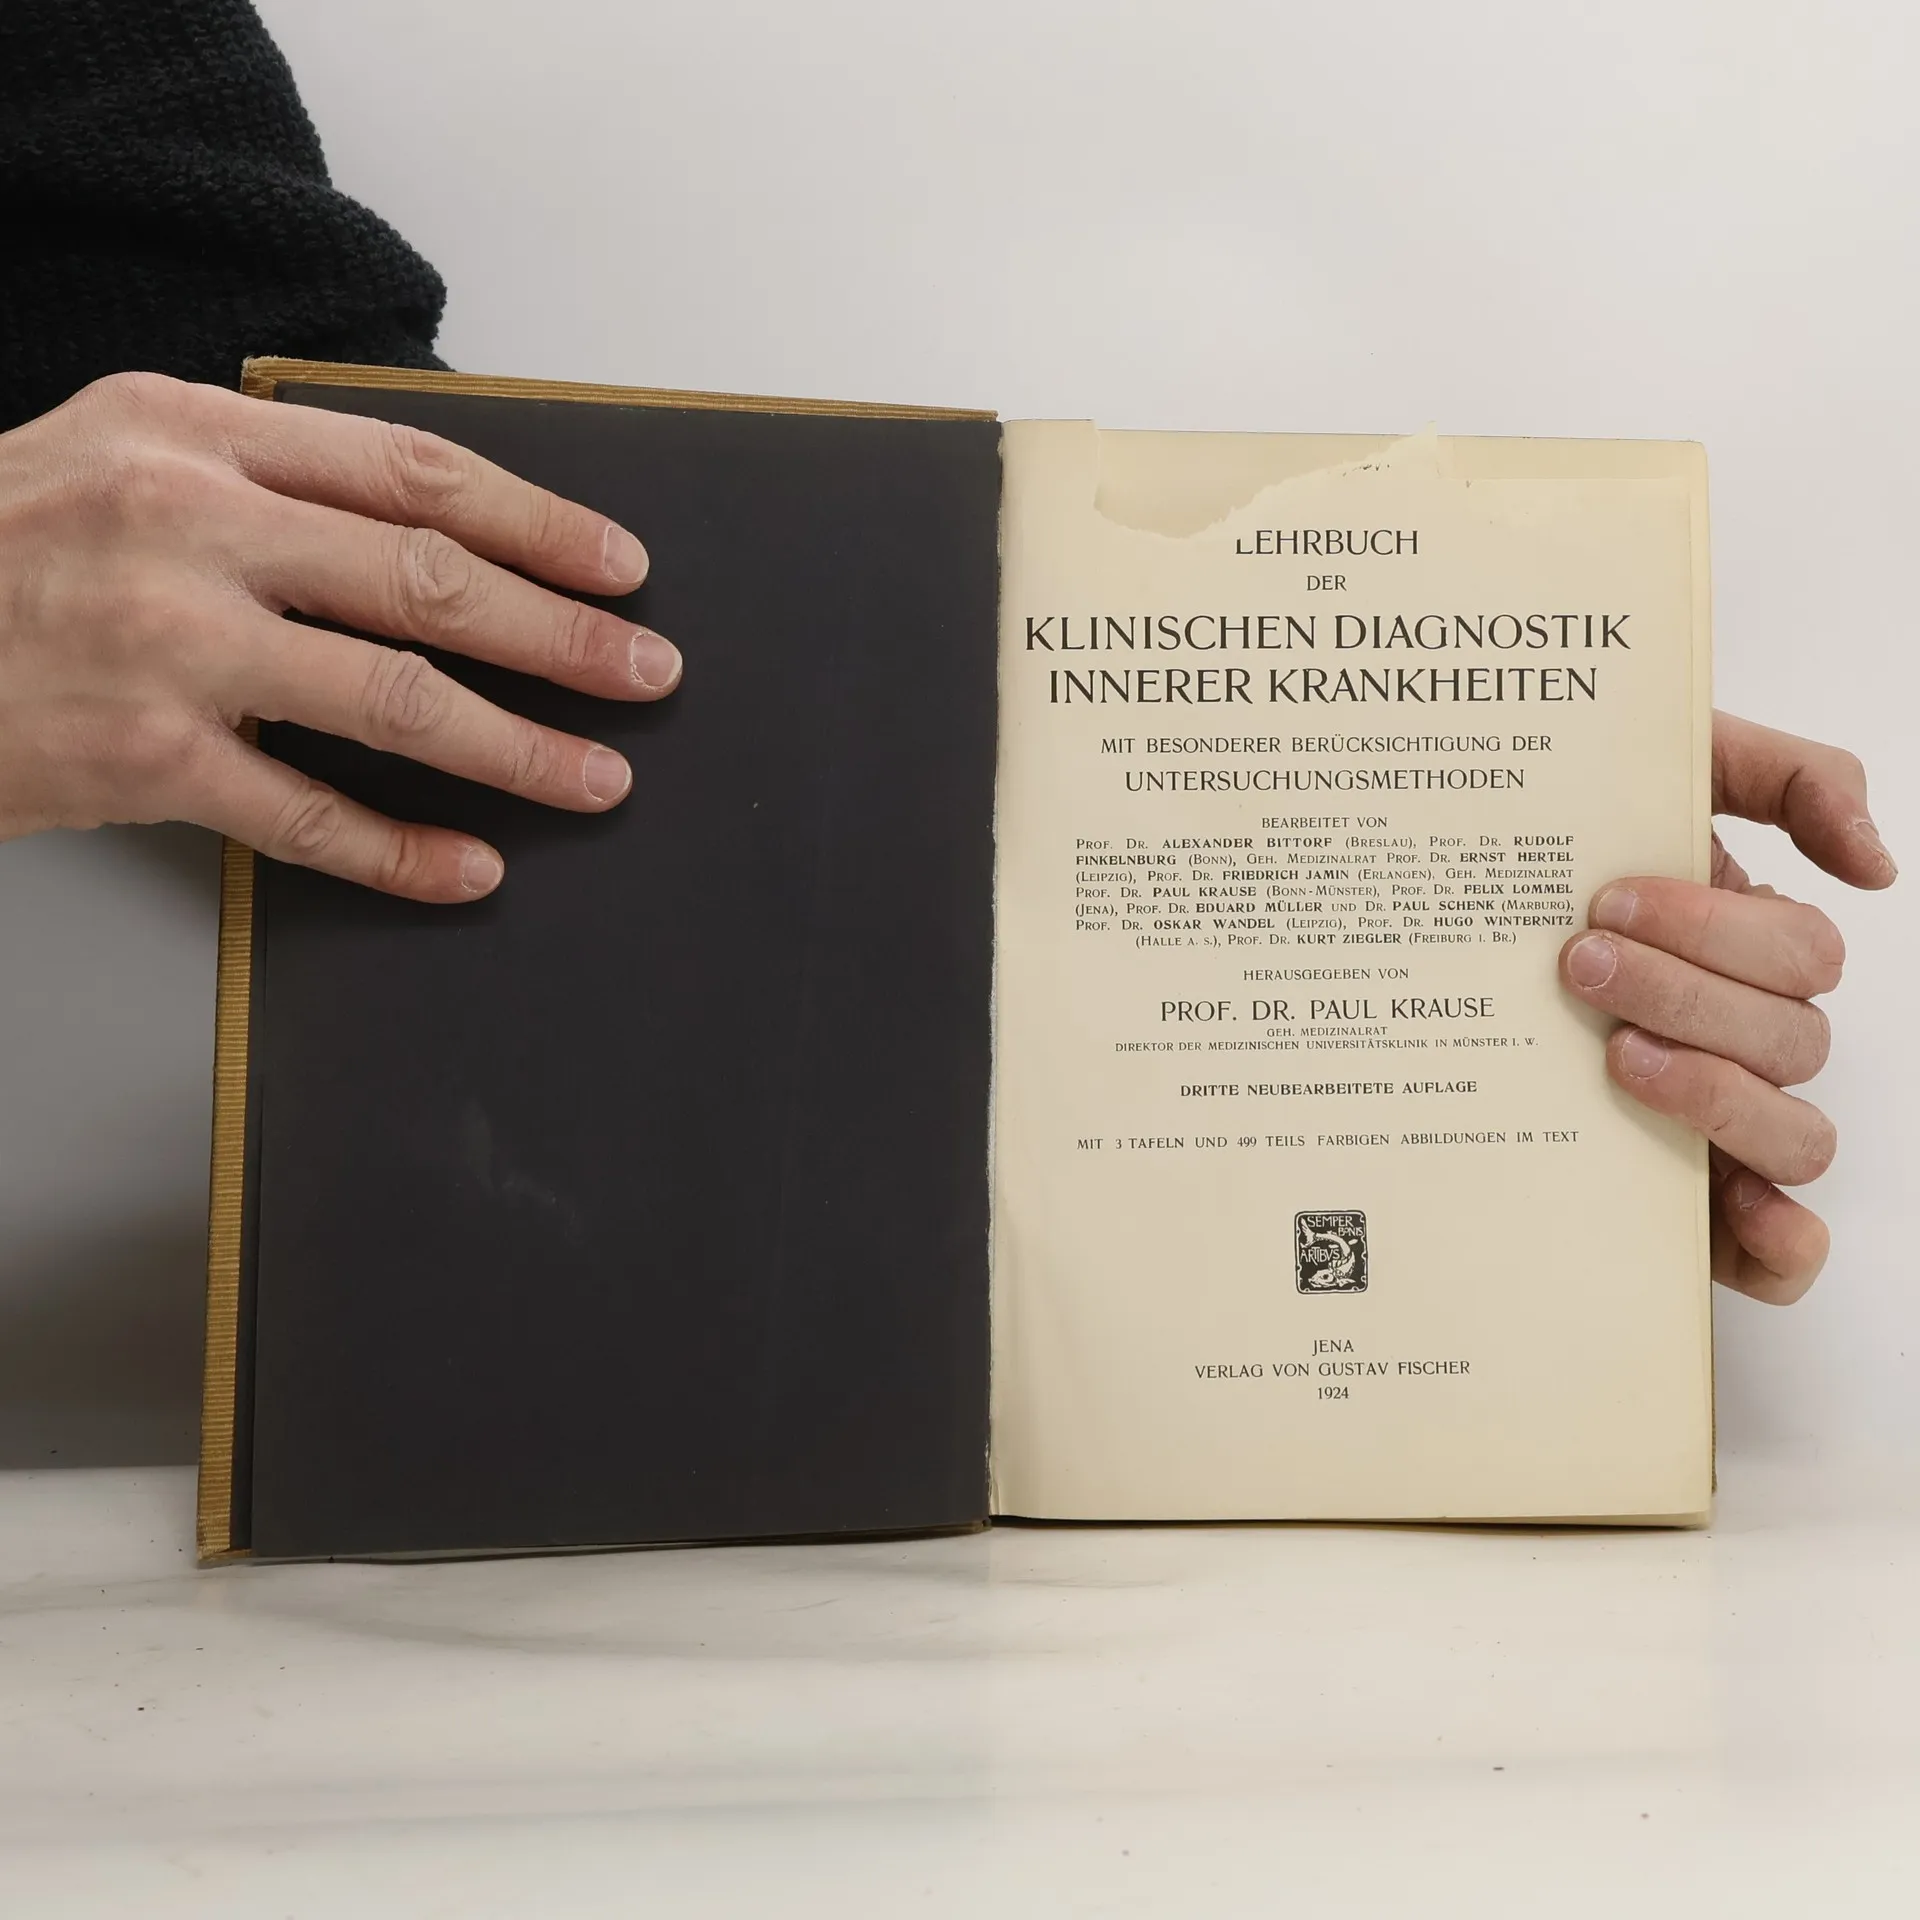 LEHRBUCH
DER
KLINISCHEN DIAGNOSTIK
INNERER KRANKHEITEN
MIT BESONDERER BERÜCKSICHTIGUNG DER
UNTERSUCHUNGSMETHODEN
BEARBEITET VON
PROF. DR. ALEXANDER BITTORF (BRESLAU), PROF. DR. RUDOLF
FINKELNBURG (BONN), GEH. MEDIZINALRAT PROF. DR. ERNST HERTEL
(LEIPZIG), PROF. DR. FRIEDRICH JAMIN (ERLANGEN), GEH. MEDIZINALRAT
PROF. DR. PAUL KRAUSE (BONN-MÜNSTER), PROF. DR. FELIX LOMMEL
(JENA), PROF. DR. EDUARD MÜLLER UND DR. PAUL SCHENK (MARBURG),
PROF. DR. OSKAR WANDEL (LEIPZIG), PROF. DR. HUGO WINTERNITZ
(HALLE A. S.), PROF. DR. KURT ZIEGLER (FREIBURG I. BR.)
HERAUSGEGEBEN VON
PROF. DR. PAUL KRAUSE
GEH. MEDIZINALRAT
DIREKTOR DER MEDIZINISCHEN UNIVERSITÄTSKLINIK IN MÜNSTER I. W.
DRITTE NEUBEARBEITETE AUFLAGE
MIT 3 TAFELN UND 499 TEILS FARBIGEN ABBILDUNGEN IM TEXT
SEMPER
BONIS
ARTIBVS
JENA
VERLAG VON GUSTAV FISCHER
1924